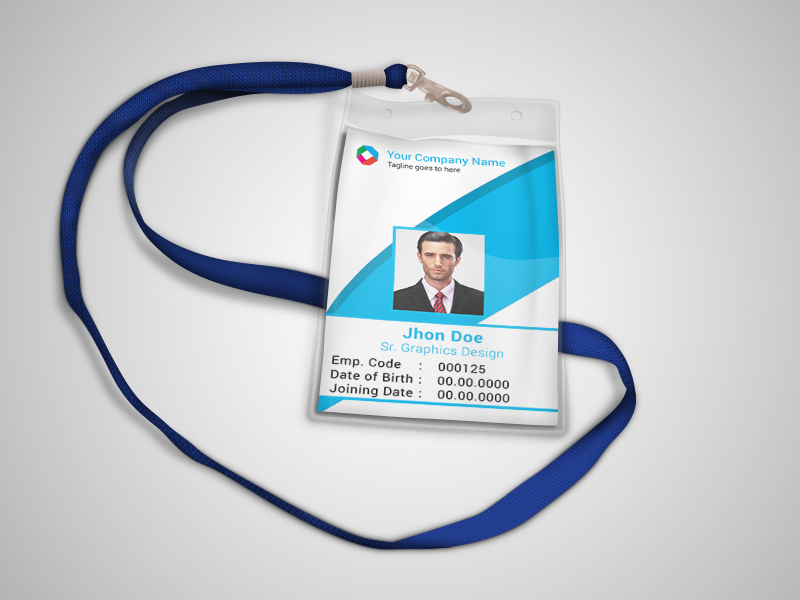 Your Company Name
Tagline goes to here
Jhon Doe
Sr. Graphics Design
Emp. Code : 000125
Date of Birth : 00.00.0000
Joining Date : 00.00.0000